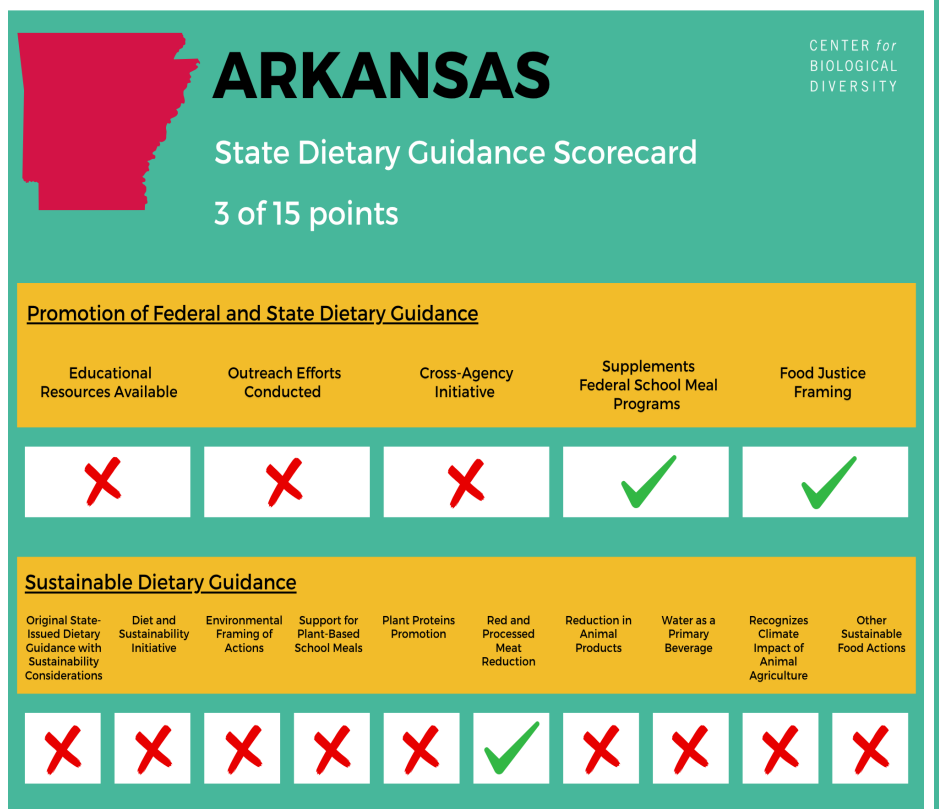 ARKANSAS
CENTER for
BIOLOGICAL
DIVERSITY
State Dietary Guidance Scorecard
3 of 15 points
Promotion of Federal and State Dietary Guidance
Educational
Resources Available
Outreach Efforts
Conducted
Cross-Agency
Initiative
Supplements
Federal School Meal
Programs
Food Justice
Framing
Sustainable Dietary Guidance
Original State-
Issued Dietary
Guidance with
Sustainability
Considerations
Diet and
Sustainability
Initiative
Environmental
Framing of
Actions
Support for
Plant-Based
School Meals
Plant Proteins
Promotion
Red and
Processed
Meat
Reduction
Reduction in
Animal
Products
Water as a
Primary
Beverage
Recognizes
Climate
Impact of
Animal
Agriculture
Other
Sustainable
Food Actions